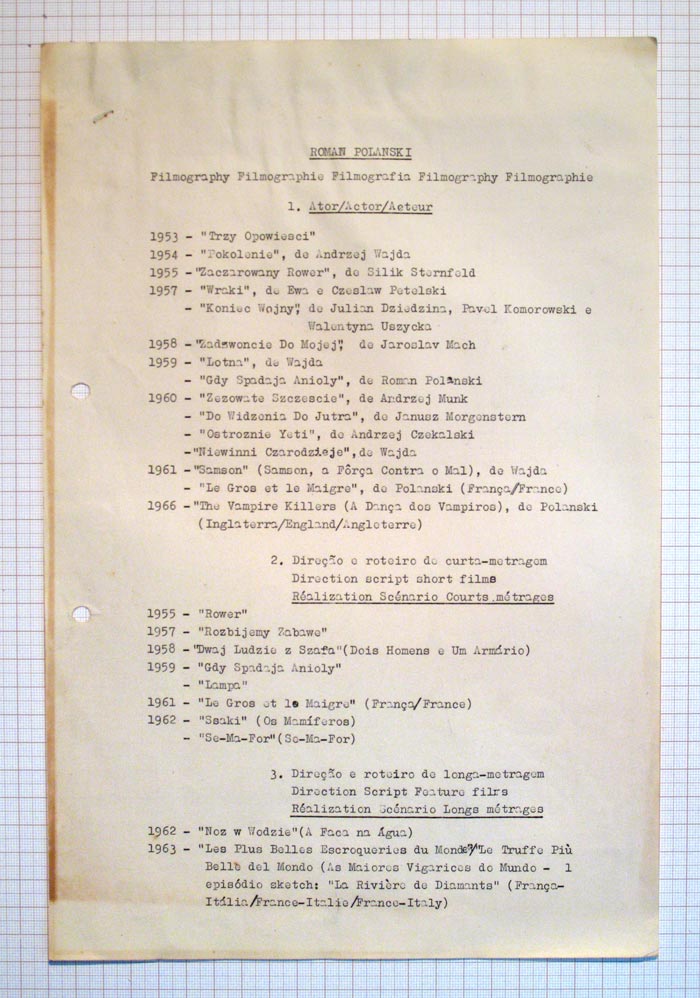 ROMAN POLANSKI
Filmography Filmographie Filmografia Filmography Filmographie
1. Ator/Actor/Acteur
1953 - "Trzy Opowiesci"
1954 - "Pokolenie", de Andrzej Wajda
1955 -"Zaczarowany Rower", de Silik Sternfeld
1957 - "Wraki", de Ewa e Czeslaw Petelski
- "Koniec Wojny", de Julian Dziedzina, Pavel Komorowski e
Walentyna Uszycka
1958 -"Zadzwoncie Do Mojej", de Jaroslav Mach
1959 - "Lotna", de Wajda
- "Gdy Spadaja Anioly", de Roman Polanski
1960 - "Zezowate Szczescie", de Andrzej Munk
- "Do Widzenia Do Jutra", de Janusz Morgenstern
- "Ostroznie Yeti", de Andrzej Czekalski
-"Niewinni Czarodzieje",de Wajda
1961 -"Samson" (Samson, a Fôrça Contra o Mal), de Wajda
- "Le Gros et le Maigre", de Polanski (França/France)
1966 -"The Vampire Killers (A Dança dos Vampiros), de Polanski
(Inglaterra/England/Angleterre)
2. Direção e roteiro de curta-metragem
Direction script short films
Réalization Scénario Courts métrages
1955 - "Rower"
1957 - "Rozbijemy Zabawe"
1958 -"Dwaj Ludzie z Szafa"(Dois Homens e Um Armário)
1959 - "Gdy Spadaja Anioly"
- "Lampa"
1961 - "Le Gros et le Maigre" (França/France)
1962 - "Ssaki" (Os Mamíferos)
- "Se-Ma-For"(Se-Ma-For)
3. Direção e roteiro de longa-metragem
Direction Script Feature films
Réalization Scénario Longs métrages
1962 - "Noz w Wodzie"(A Faca na Água)
1963 - "Les Plus Belles Escroqueries du Monde"/"Le Truffe Più
Belle del Mondo (As Maiores Vigarices do Mundo - 1
episódio sketch: "La Rivière de Diamants" (França-
Itália/France-Italie/France-Italy)